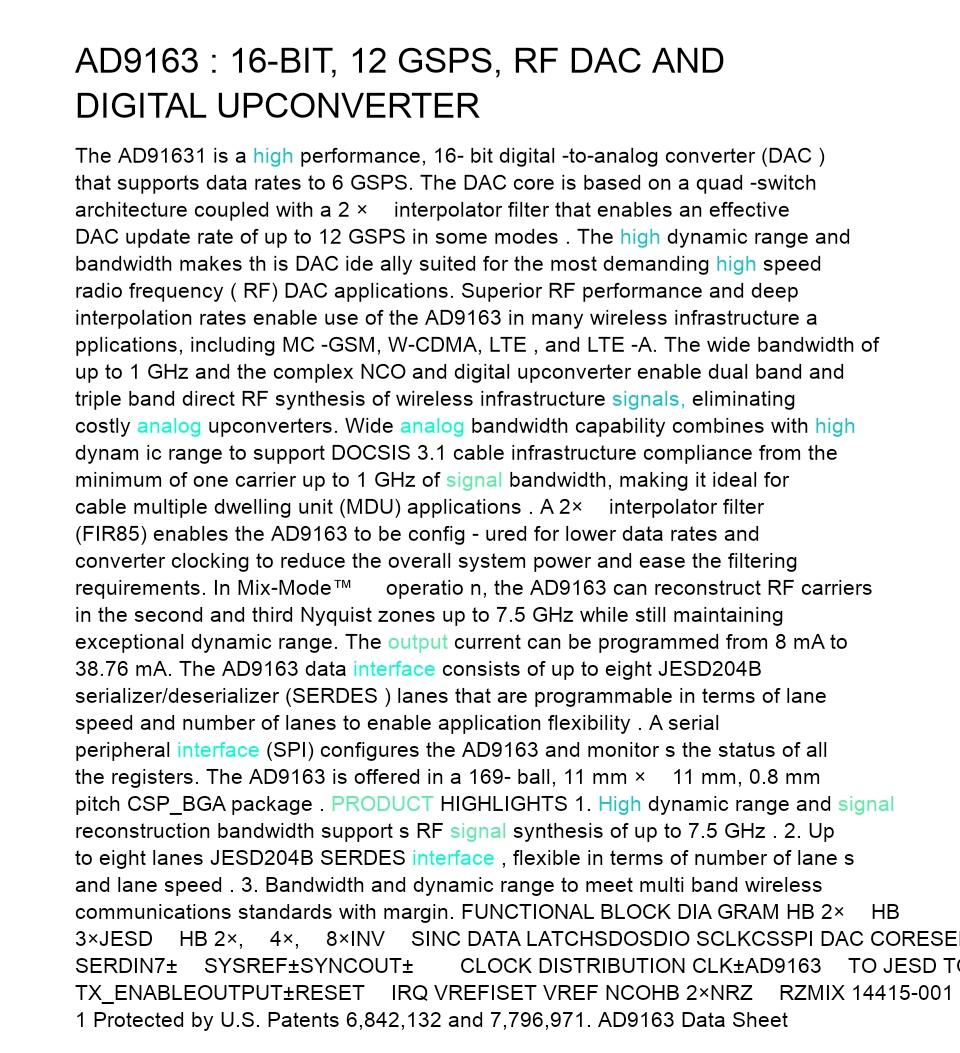 AD9163 : 16-BIT, 12 GSPS, RF DAC AND
DIGITAL UPCONVERTER
The AD91631 is a high performance, 16- bit digital -to-analog converter (DAC )
that supports data rates to 6 GSPS. The DAC core is based on a quad -switch
architecture coupled with a 2 × interpolator filter that enables an effective
DAC update rate of up to 12 GSPS in some modes . The high dynamic range and
bandwidth makes th is DAC ide ally suited for the most demanding high speed
radio frequency ( RF) DAC applications. Superior RF performance and deep
interpolation rates enable use of the AD9163 in many wireless infrastructure a
pplications, including MC -GSM, W-CDMA, LTE , and LTE -A. The wide bandwidth of
up to 1 GHz and the complex NCO and digital upconverter enable dual band and
triple band direct RF synthesis of wireless infrastructure signals, eliminating
costly analog upconverters. Wide analog bandwidth capability combines with high
dynam ic range to support DOCSIS 3.1 cable infrastructure compliance from the
minimum of one carrier up to 1 GHz of signal bandwidth, making it ideal for
cable multiple dwelling unit (MDU) applications . A 2× interpolator filter
(FIR85) enables the AD9163 to be config - ured for lower data rates and
converter clocking to reduce the overall system power and ease the filtering
requirements. In Mix-Mode™ operatio n, the AD9163 can reconstruct RF carriers
in the second and third Nyquist zones up to 7.5 GHz while still maintaining
exceptional dynamic range. The output current can be programmed from 8 mA to
38.76 mA. The AD9163 data interface consists of up to eight JESD204B
serializer/deserializer (SERDES ) lanes that are programmable in terms of lane
speed and number of lanes to enable application flexibility . A serial
peripheral interface (SPI) configures the AD9163 and monitor s the status of all
the registers. The AD9163 is offered in a 169- ball, 11 mm × 11 mm, 0.8 mm
pitch CSP_BGA package . PRODUCT HIGHLIGHTS 1. High dynamic range and signal
reconstruction bandwidth support s RF signal synthesis of up to 7.5 GHz . 2. Up
to eight lanes JESD204B SERDES interface , flexible in terms of number of lane s
and lane speed . 3. Bandwidth and dynamic range to meet multi band wireless
communications standards with margin. FUNCTIONAL BLOCK DIA GRAM HB 2× HB
3×JESD HB 2×, 4×, 8×INV SINC DATA LATCHSDOSDIO SCLKCSSPI DAC
SERDIN7± SYSREF±SYNCOUT± CLOCK DISTRIBUTION CLK±AD9163 TO JESD
TX_ENABLEOUTPUT±RESET IRQ VREFISET VREF NCOHB 2×NRZ RZMIX 14415-001
1 Protected by U.S. Patents 6,842,132 and 7,796,971. AD9163 Data Sheet